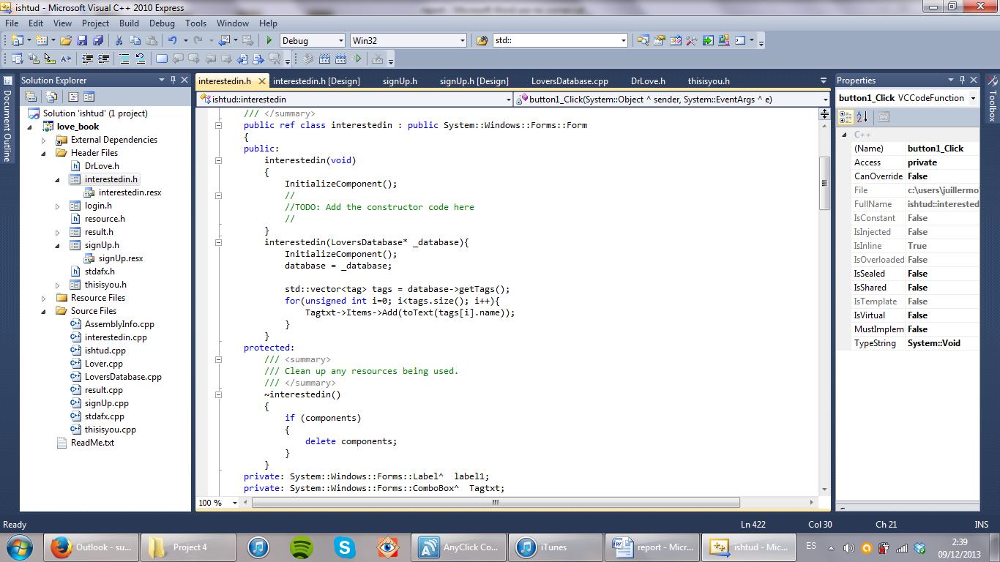 ishtud - Microsoft Visual C++ 2010 Express
File Edit View Project Build Debug Tools Window Help
Debug Win32 std::
Document Outline
Solution Explorer
Solution 'ishtud' (1 project)
love_book
External Dependencies
Header Files
DrLove.h
interestedin.h
interestedin.resx
login.h
resource.h
result.h
signUp.h
signUp.resx
stdafx.h
thisisyou.h
Resource Files
Source Files
AssemblyInfo.cpp
interestedin.cpp
ishtud.cpp
Lover.cpp
LoversDatabase.cpp
result.cpp
signUp.cpp
stdafx.cpp
thisisyou.cpp
ReadMe.txt
interestedin.h interestedin.h [Design] signUp.h signUp.h [Design] LoversDatabase.cpp DrLove.h thisisyou.h
ishtud::interestedin button1_Click(System::Object ^ sender, System::EventArgs ^ e)
/// </summary>
public ref class interestedin : public System::Windows::Forms::Form
{
public:
interestedin(void)
{
InitializeComponent();
//
//TODO: Add the constructor code here
//
}
interestedin(LoversDatabase* _database){
InitializeComponent();
database = _database;
std::vector<tag> tags = database->getTags();
for(unsigned int i=0; i<tags.size(); i++){
Tagtxt->Items->Add(toText(tags[i].name));
}
}
protected:
/// <summary>
/// Clean up any resources being used.
/// </summary>
~interestedin()
{
if (components)
{
delete components;
}
}
private: System::Windows::Forms::Label^  label1;
private: System::Windows::Forms::ComboBox^  Tagtxt;
100 %
Properties
button1_Click VCCodeFunction
C++
(Name) button1_Click
Access private
CanOverride False
File c:\users\juillermo
FullName ishtud::interested
IsConstant False
IsInjected False
IsInline True
IsOverloaded False
IsSealed False
IsShared False
IsTemplate False
IsVirtual False
MustImplem False
TypeString System::Void
Toolbox
Ready Ln 422 Col 30 Ch 21 INS
Outlook - su... Project 4 AnyClick Co... iTunes report - Micr... ishtud - Mic... ES 2:39
09/12/2013